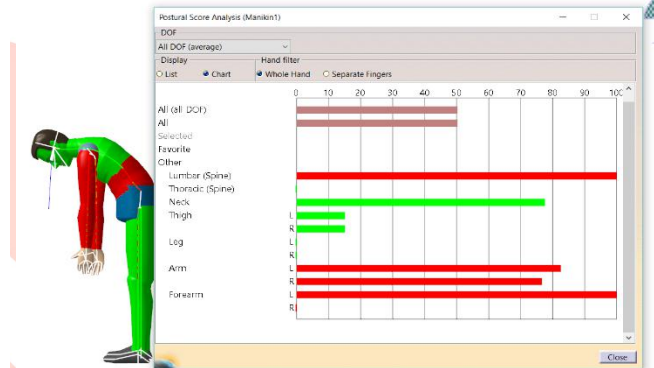 Postural Score Analysis (Manikin1)
DOF
All DOF (average)
Display Hand filter
List Chart Whole Hand Separate Fingers
0 10 20 30 40 50 60 70 80 90 100
All (all DOF)
All
Selected
Favorite
Other
Lumbar (Spine)
Thoracic (Spine)
Neck
Thigh L
R
Leg L
R
Arm L
R
Forearm L
R
Close